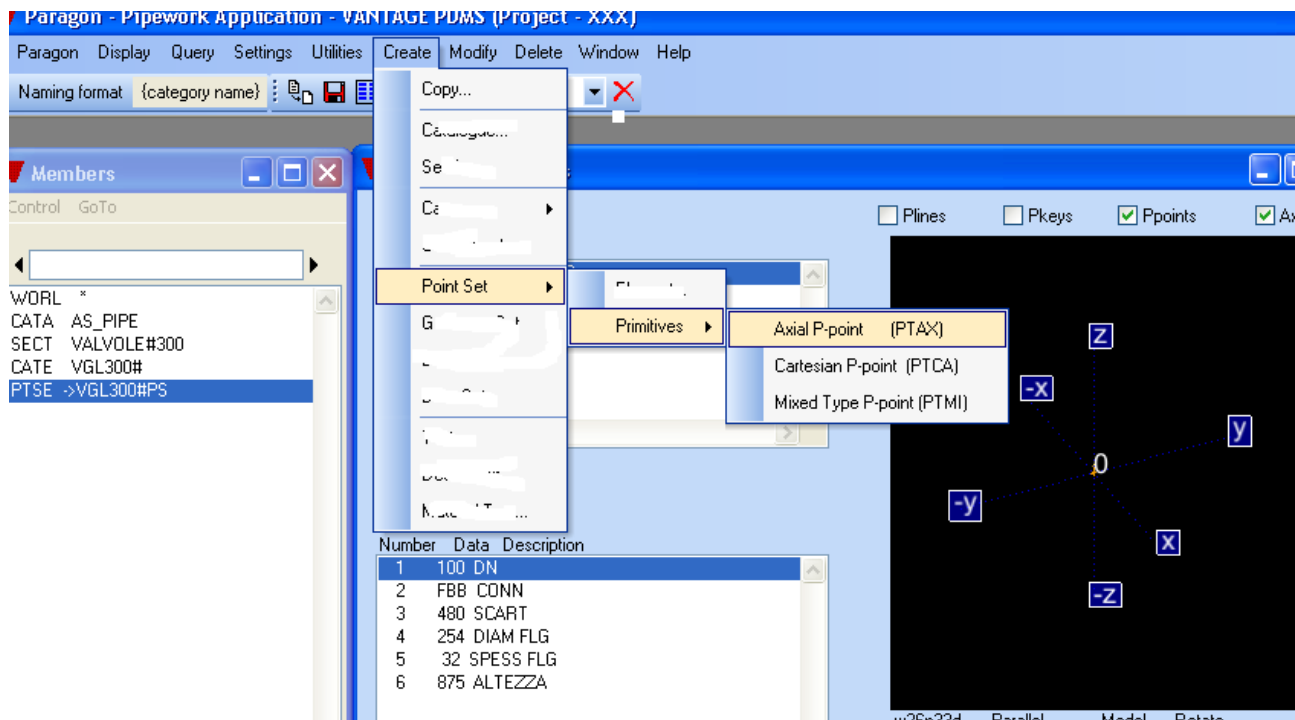 Paragon - Pipework Application - VANTAGE PDMS (Project - XXX)
Paragon Display Query Settings Utilities Create Modify Delete Window Help
Naming format {category name}
Copy...
Members
Control GoTo
Plines Pkeys Ppoints
WORL *
CATA AS_PIPE
SECT VALVOLE#300
CATE VGL300#
PTSE ->VGL300#PS
Point Set
Primitives
Axial P-point (PTAX)
Cartesian P-point (PTCA)
Mixed Type P-point (PTMI)
z
-x
y
0
-y
x
-z
Number Data Description
1 100 DN
2 FBB CONN
3 480 SCART
4 254 DIAM FLG
5 32 SPESS FLG
6 875 ALTEZZA
Parallel Model Rotate